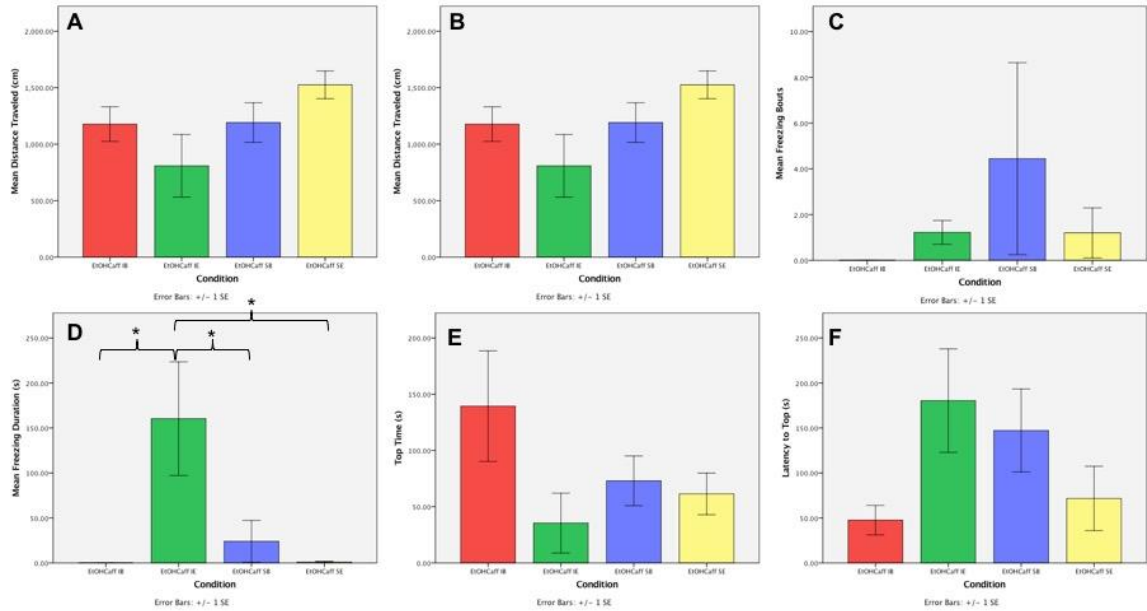 A
Mean Distance Traveled (cm)
2,000.00
1,500.00
1,000.00
500.00
0.00
EtOHCaff IB EtOHCaff IE EtOHCaff SB EtOHCaff SE
Condition
Error Bars: +/- 1 SE
B
Mean Distance Traveled (cm)
2,000.00
1,500.00
1,000.00
500.00
0.00
EtOHCaff IB EtOHCaff IE EtOHCaff SB EtOHCaff SE
Condition
Error Bars: +/- 1 SE
C
Mean Freezing Bouts
10.00
8.00
6.00
4.00
2.00
0.00
EtOHCaff IB EtOHCaff IE EtOHCaff SB EtOHCaff SE
Condition
Error Bars: +/- 1 SE
D
* * *
Mean Freezing Duration (s)
250.00
200.00
150.00
100.00
50.00
0.00
EtOHCaff IB EtOHCaff IE EtOHCaff SB EtOHCaff SE
Condition
Error Bars: +/- 1 SE
E
Top Time (s)
200.00
150.00
100.00
50.00
0.00
EtOHCaff IB EtOHCaff IE EtOHCaff SB EtOHCaff SE
Condition
Error Bars: +/- 1 SE
F
Latency to Top (s)
250.00
200.00
150.00
100.00
50.00
0.00
EtOHCaff IB EtOHCaff IE EtOHCaff SB EtOHCaff SE
Condition
Error Bars: +/- 1 SE